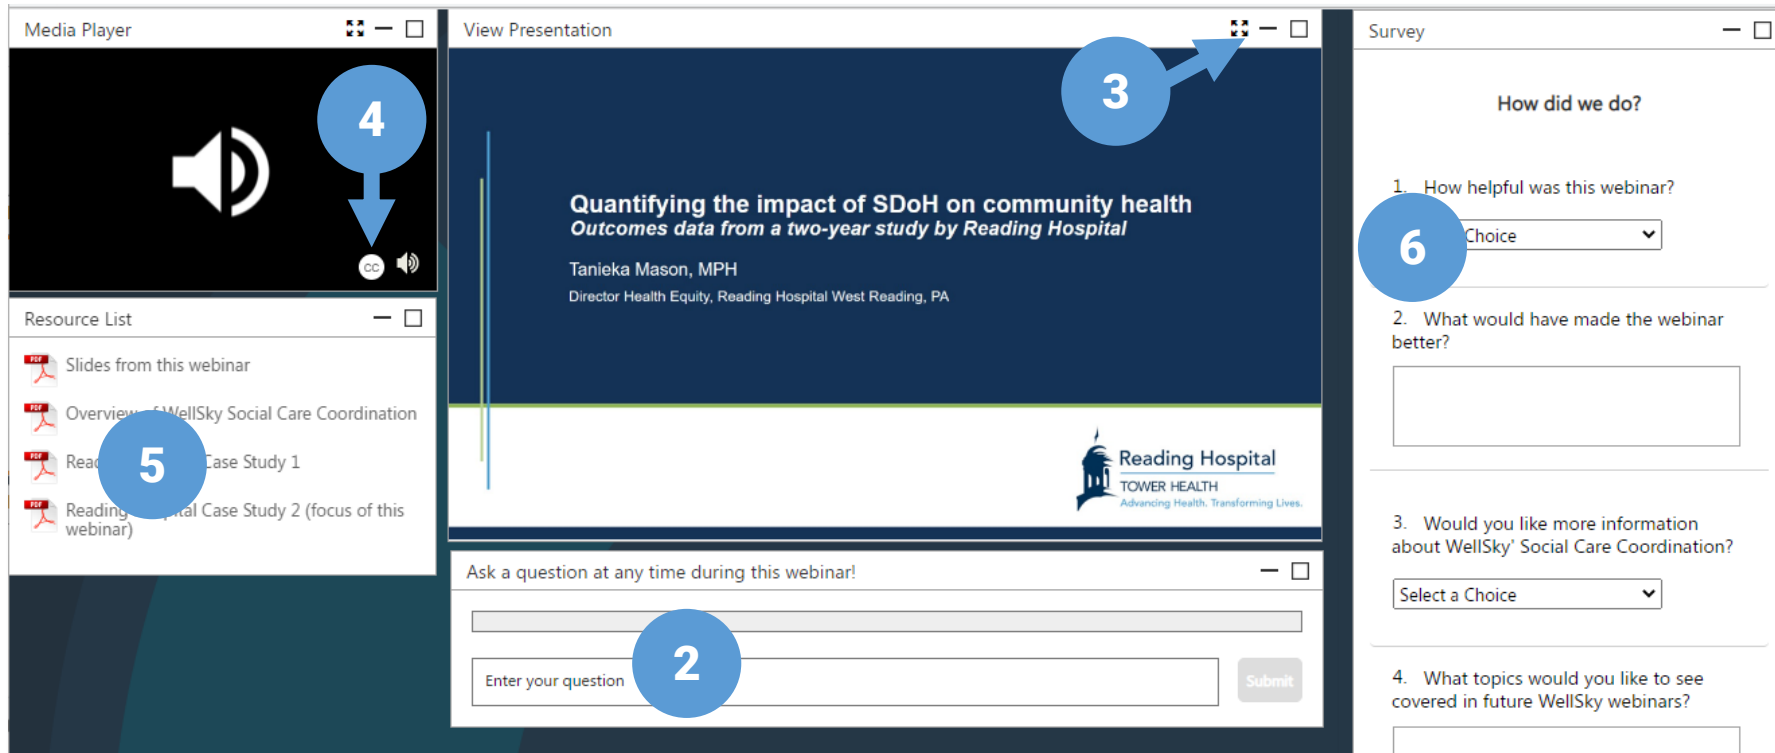 Media Player
4
CC
Resource List
Slides from this webinar
Overview of WellSky Social Care Coordination
5
Case Study 1
Reading Case Study 2 (focus of this
webinar)
View Presentation
3
Quantifying the impact of SDoH on community health
Outcomes data from a two-year study by Reading Hospital
Tanieka Mason, MPH
Director Health Equity, Reading Hospital West Reading, PA
Reading Hospital
TOWER HEALTH
Advancing Health. Transforming Lives.
Ask a question at any time during this webinar!
2
Enter your question
Submit
Survey
How did we do?
1. How helpful was this webinar?
6
Choice
2. What would have made the webinar
better?
3. Would you like more information
about WellSky' Social Care Coordination?
Select a Choice
4. What topics would you like to see
covered in future WellSky webinars?